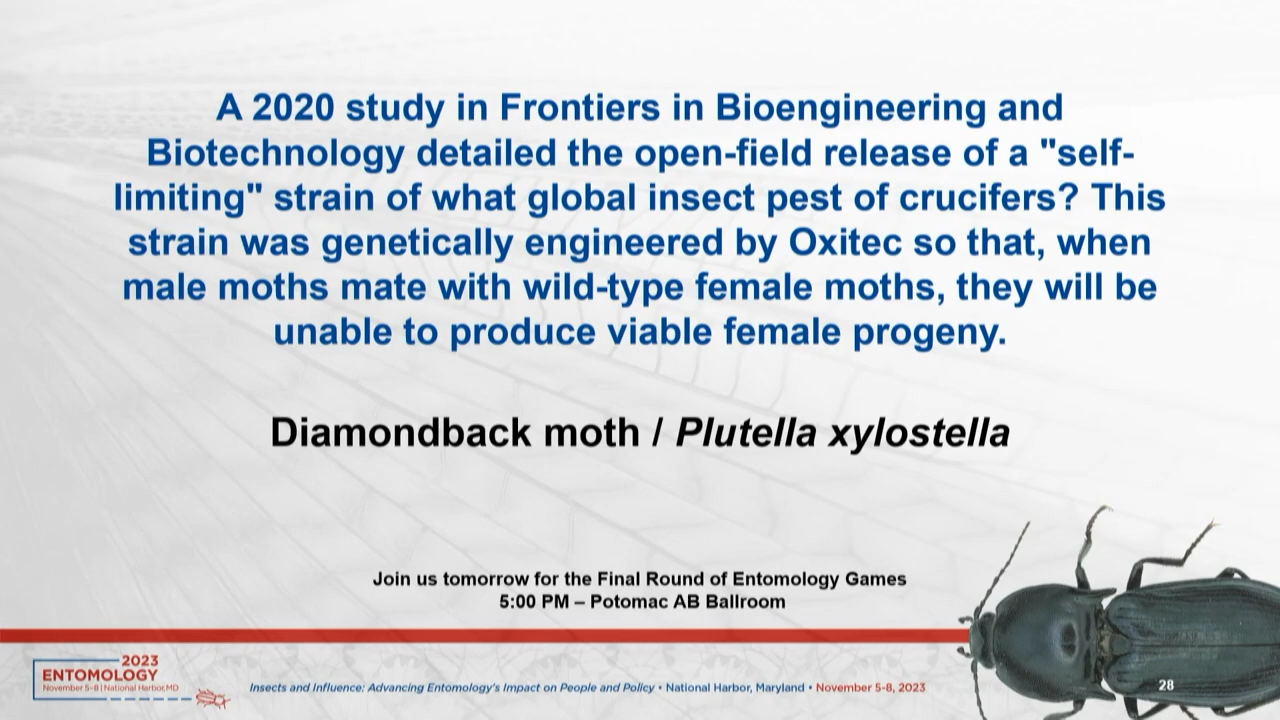 A 2020 study in Frontiers in Bioengineering and
Biotechnology detailed the open-field release of a "self-
limiting" strain of what global insect pest of crucifers? This
strain was genetically engineered by Oxitec so that, when
male moths mate with wild-type female moths, they will be
unable to produce viable female progeny.
Diamondback moth / Plutella xylostella
Join us tomorrow for the Final Round of Entomology Games
5:00 PM – Potomac AB Ballroom
2023
ENTOMOLOGY
November 5-8 | National Harbor, MD
Insects and Influence: Advancing Entomology's Impact on People and Policy • National Harbor, Maryland • November 5-8, 2023
28